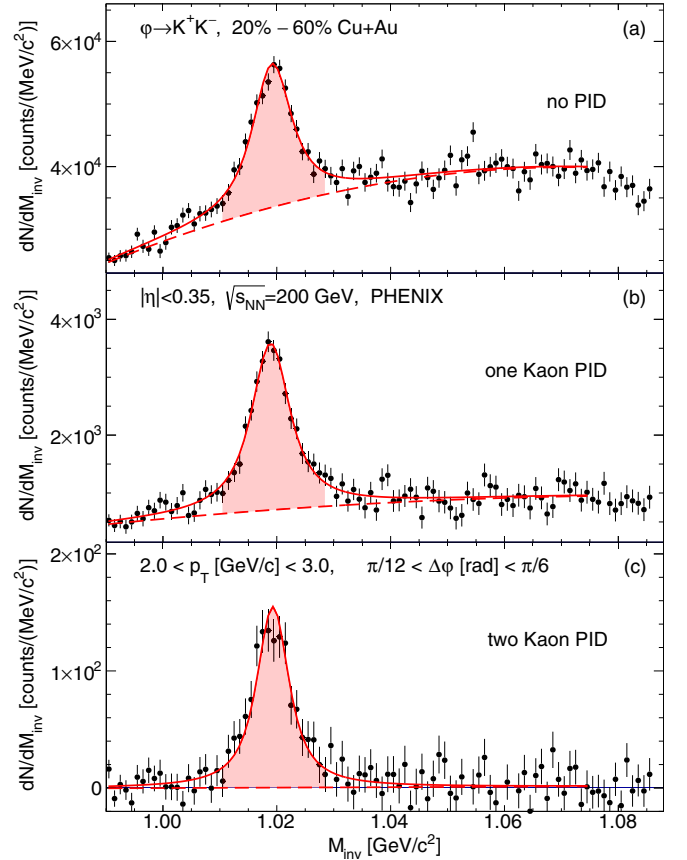 φ→K⁺K⁻, 20% – 60% Cu+Au
(a)
no PID
6×10⁴
4×10⁴
dN/dM_inv [counts/(MeV/c²)]
|η|<0.35, √s_NN=200 GeV, PHENIX
(b)
one Kaon PID
4×10³
2×10³
dN/dM_inv [counts/(MeV/c²)]
2.0 < p_T [GeV/c] < 3.0, π/12 < Δφ [rad] < π/6
(c)
two Kaon PID
2×10²
1×10²
0
dN/dM_inv [counts/(MeV/c²)]
1.00 1.02 1.04 1.06 1.08
M_inv [GeV/c²]